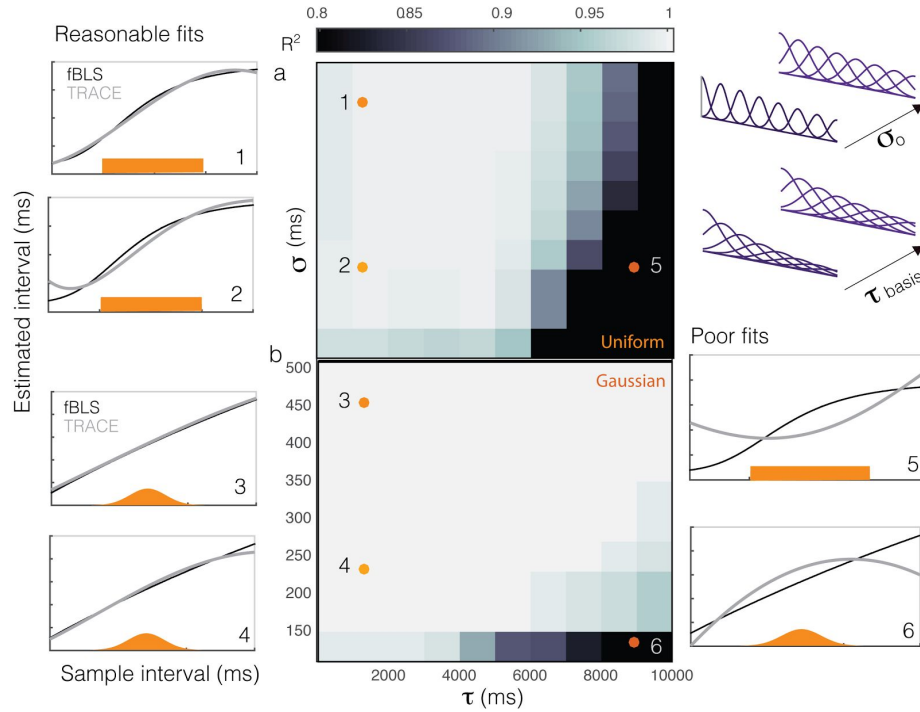 Reasonable fits
fBLS
TRACE
1
2
fBLS
TRACE
3
4
Estimated interval (ms)
Sample interval (ms)
0.8 0.85 0.9 0.95 1
R²
a
1
2
5
Uniform
σ (ms)
b
Gaussian
3
4
6
500
450
400
350
300
250
200
150
2000 4000 6000 8000 10000
τ (ms)
σ₀
τ basis
Poor fits
5
6